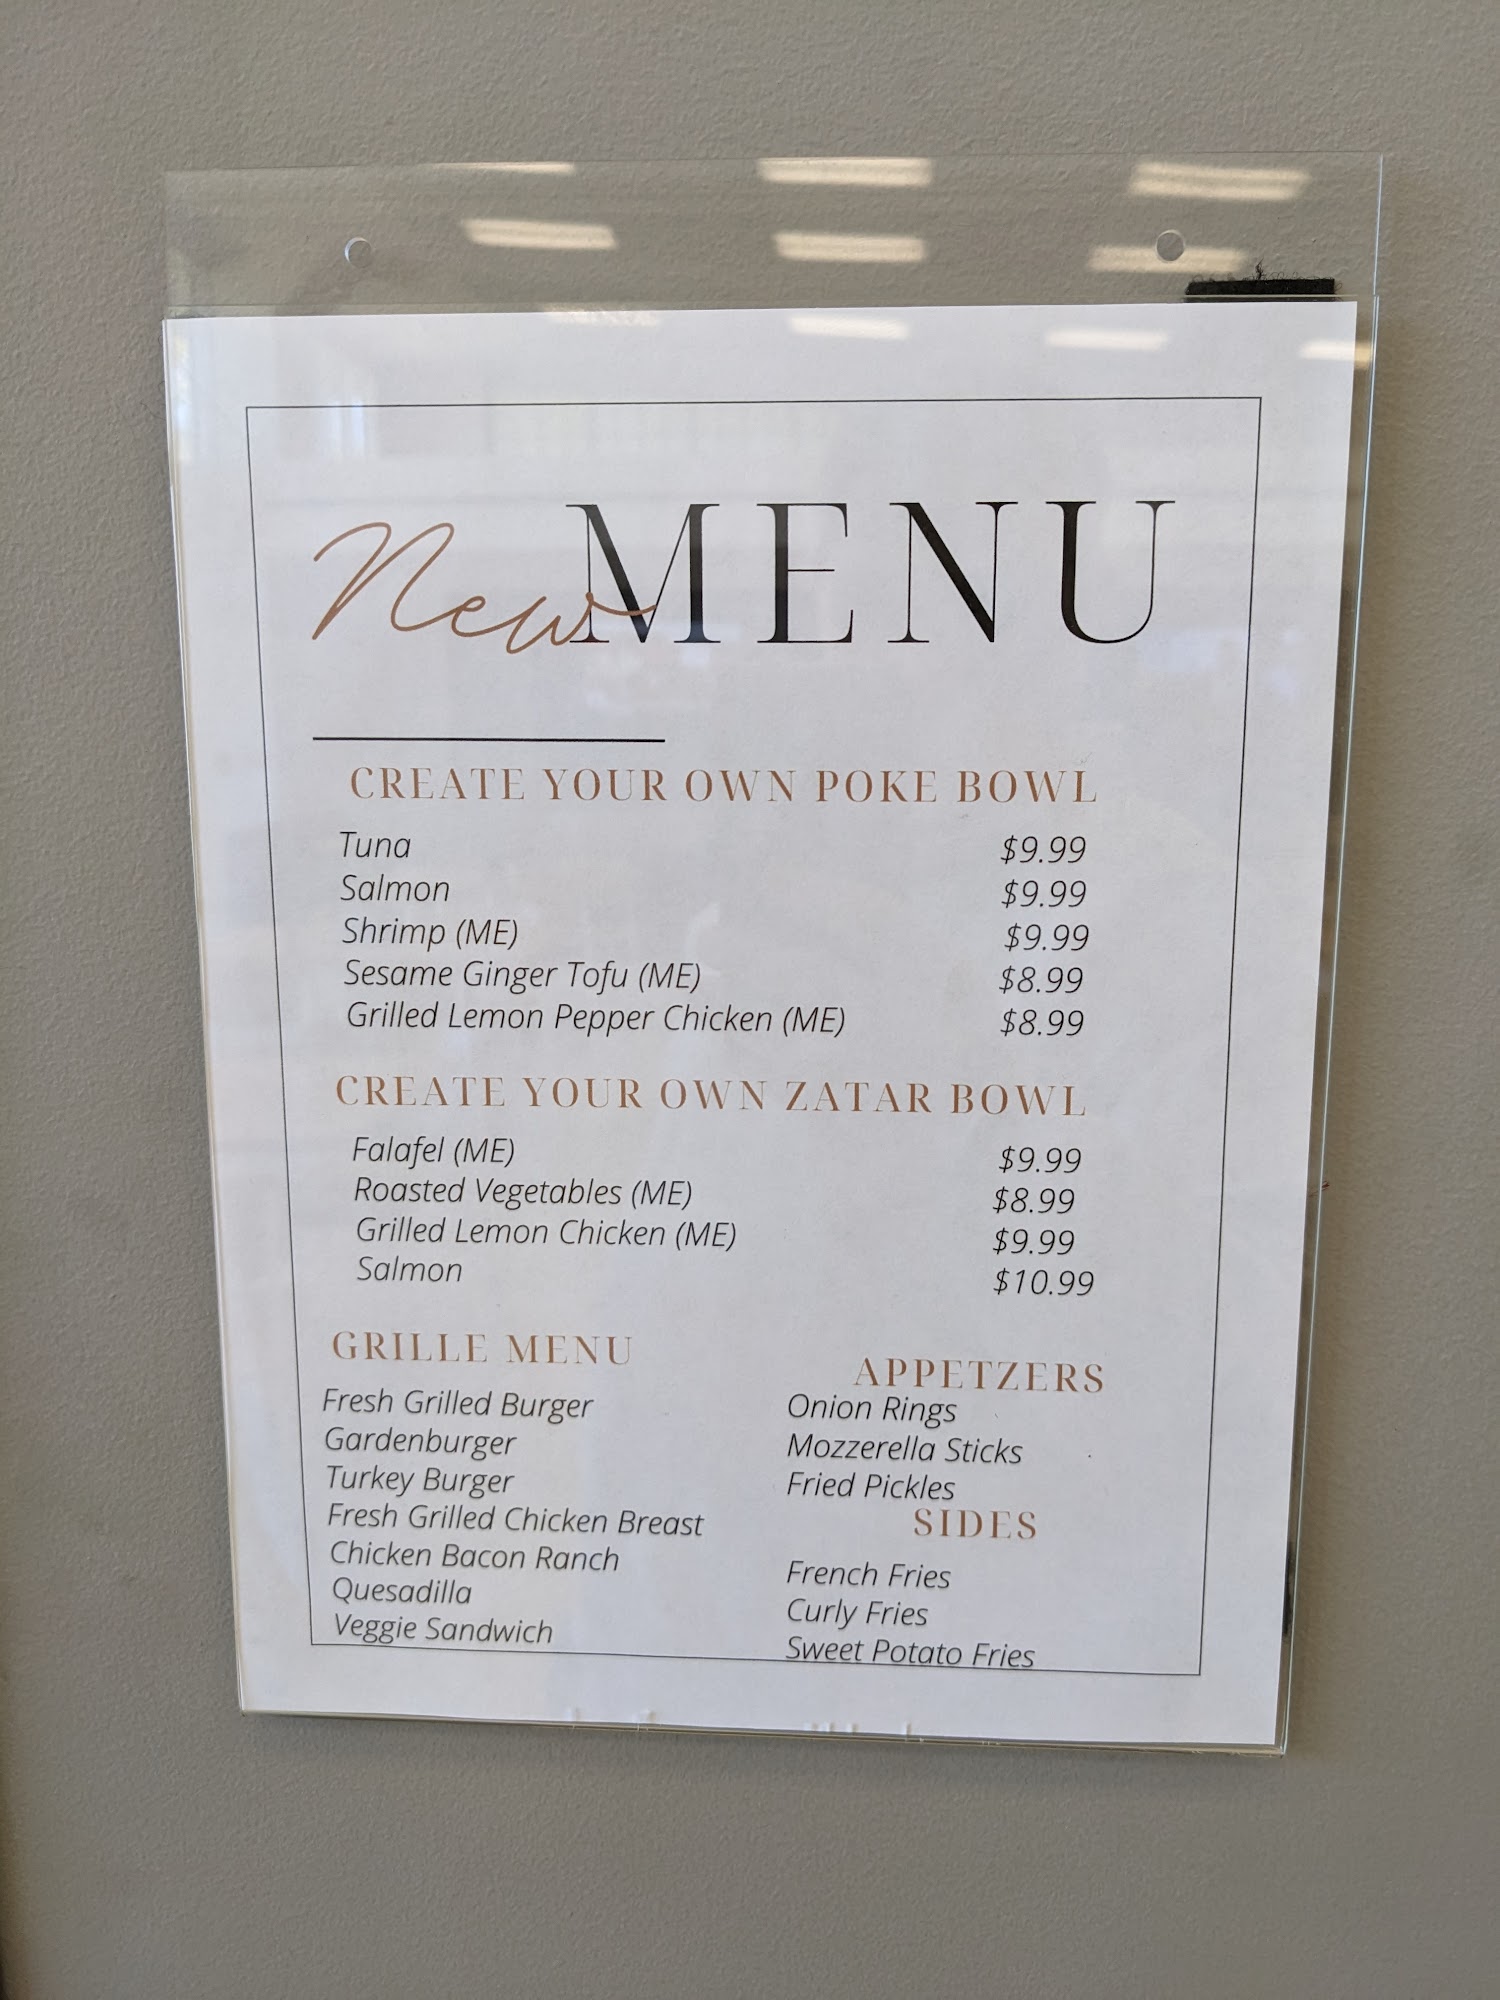 New MENU
CREATE YOUR OWN POKE BOWL
Tuna $9.99
Salmon $9.99
Shrimp (ME) $9.99
Sesame Ginger Tofu (ME) $8.99
Grilled Lemon Pepper Chicken (ME) $8.99
CREATE YOUR OWN ZATAR BOWL
Falafel (ME) $9.99
Roasted Vegetables (ME) $8.99
Grilled Lemon Chicken (ME) $9.99
Salmon $10.99
GRILLE MENU
Fresh Grilled Burger
Gardenburger
Turkey Burger
Fresh Grilled Chicken Breast
Chicken Bacon Ranch
Quesadilla
Veggie Sandwich
APPETZERS
Onion Rings
Mozzerella Sticks
Fried Pickles
SIDES
French Fries
Curly Fries
Sweet Potato Fries